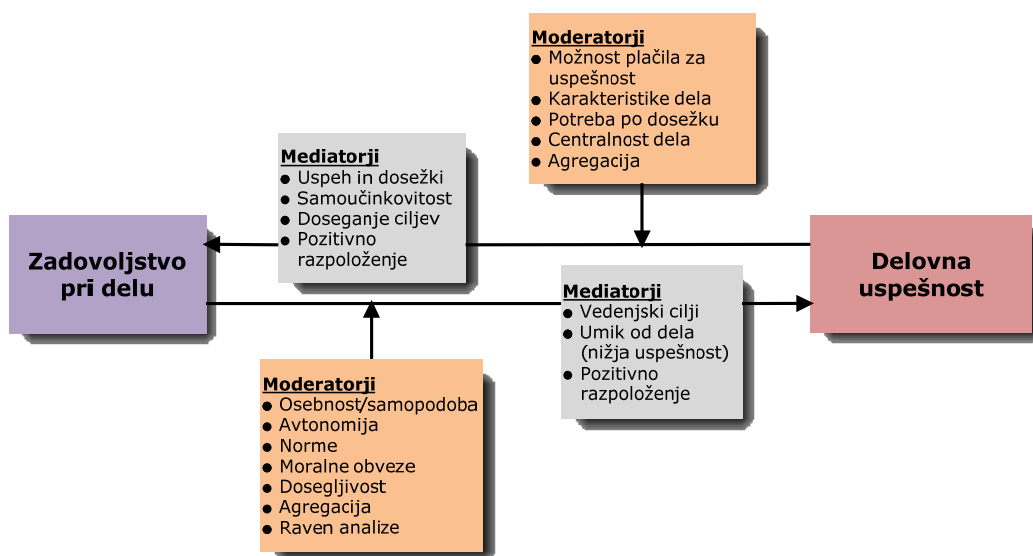 Moderatorji
● Možnost plačila za
uspešnost
● Karakteristike dela
● Potreba po dosežku
● Centralnost dela
● Agregacija
Mediatorji
● Uspeh in dosežki
● Samoučinkovitost
● Doseganje ciljev
● Pozitivno
razpoloženje
Zadovoljstvo
pri delu
Delovna
uspešnost
Mediatorji
● Vedenjski cilji
● Umik od dela
(nižja uspešnost)
● Pozitivno
razpoloženje
Moderatorji
● Osebnost/samopodoba
● Avtonomija
● Norme
● Moralne obveze
● Dosegljivost
● Agregacija
● Raven analize